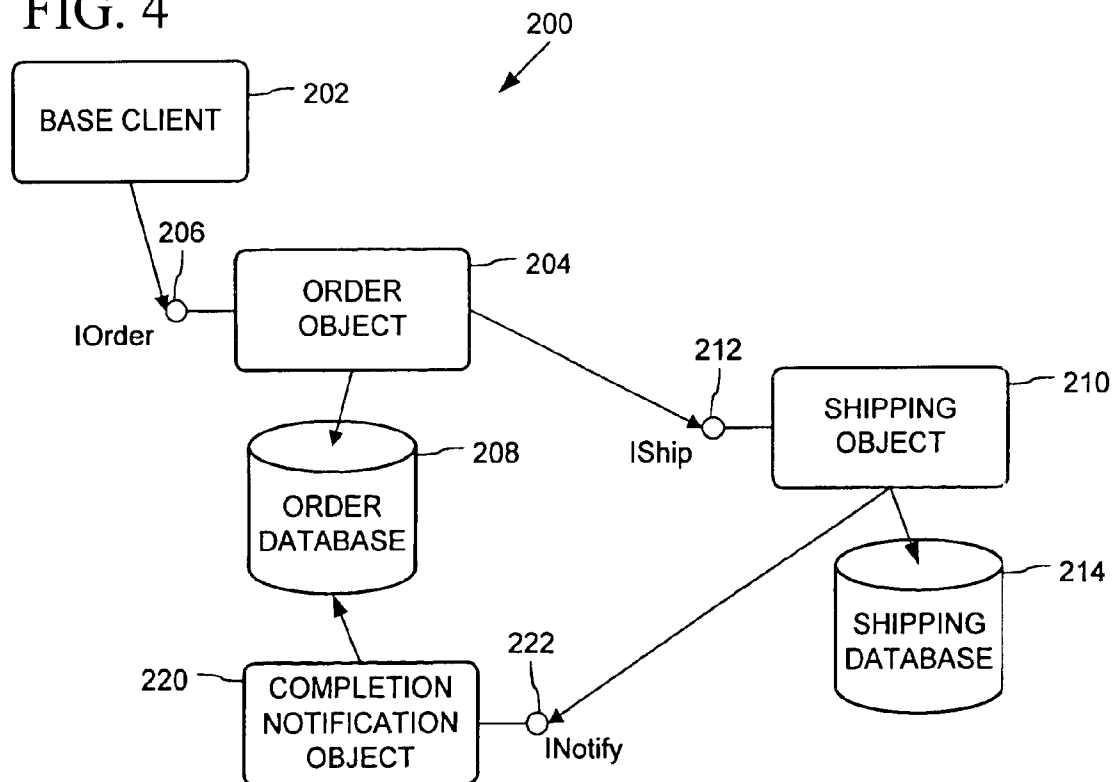 FIG. 4
200
BASE CLIENT
202
206
IOrder
ORDER
OBJECT
204
212
IShip
SHIPPING
OBJECT
210
ORDER
DATABASE
208
SHIPPING
DATABASE
214
220
COMPLETION
NOTIFICATION
OBJECT
222
INotify